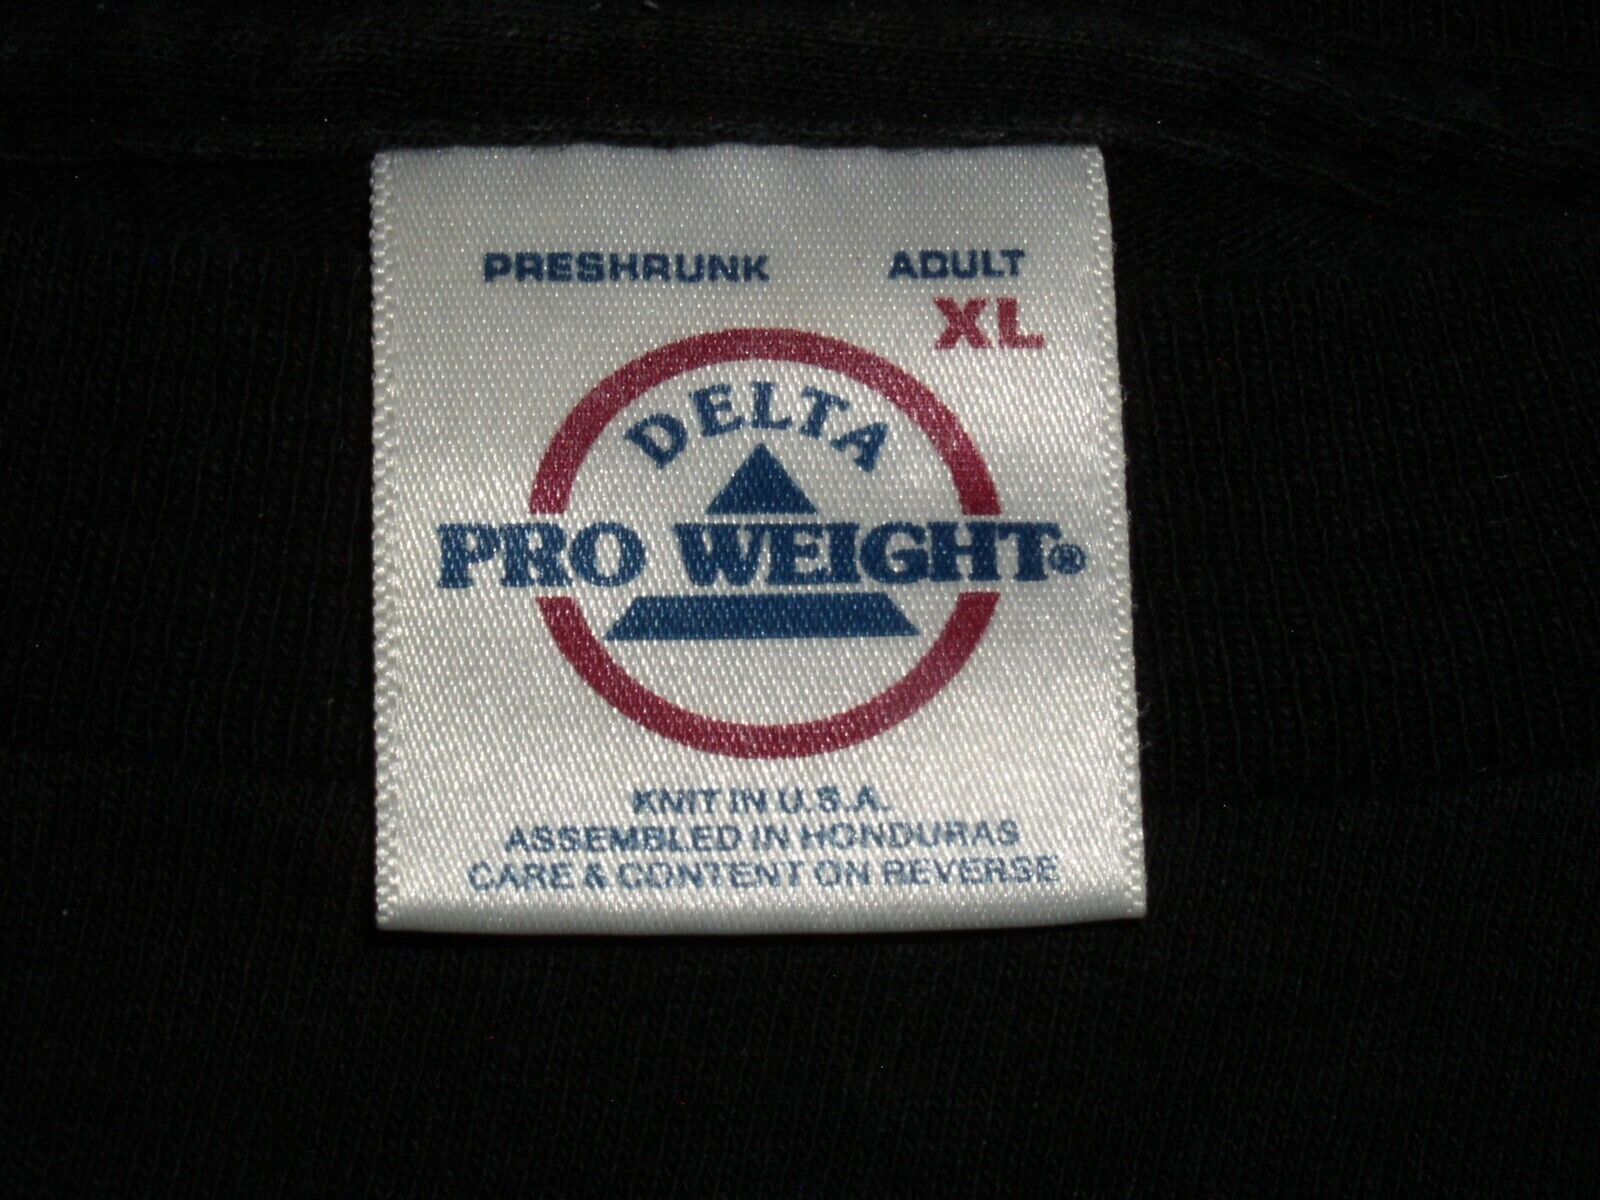 PRESHRUNK ADULT
XL
DELTA
PRO WEIGHT®
KNIT IN U.S.A.
ASSEMBLED IN HONDURAS
CARE & CONTENT ON REVERSE